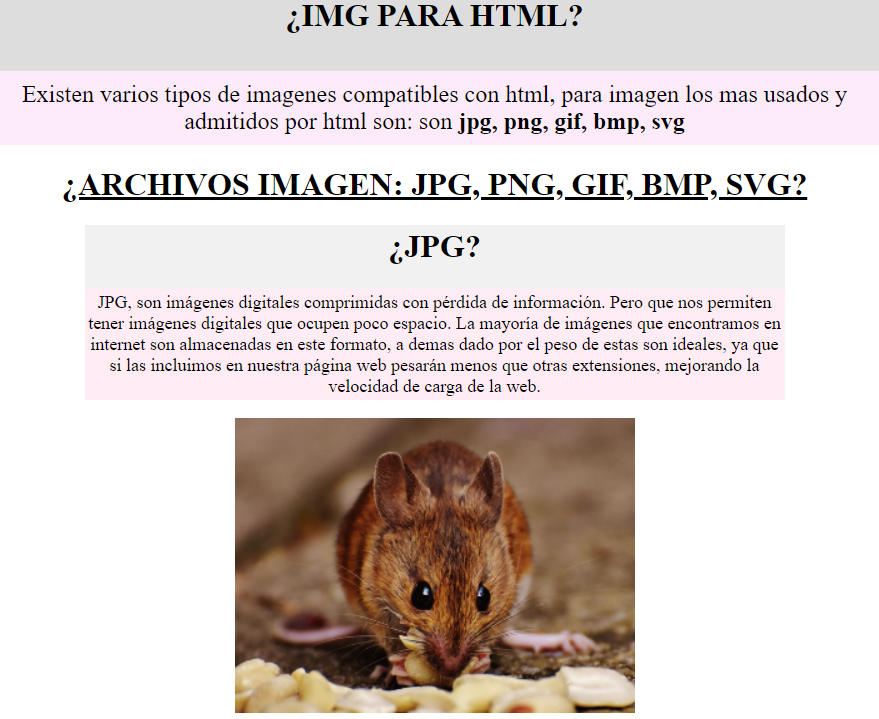 ¿IMG PARA HTML?
Existen varios tipos de imagenes compatibles con html, para imagen los mas usados y
admitidos por html son: son jpg, png, gif, bmp, svg
¿ARCHIVOS IMAGEN: JPG, PNG, GIF, BMP, SVG?
¿JPG?
JPG, son imágenes digitales comprimidas con pérdida de información. Pero que nos permiten
tener imágenes digitales que ocupen poco espacio. La mayoría de imágenes que encontramos en
internet son almacenadas en este formato, a demas dado por el peso de estas son ideales, ya que
si las incluimos en nuestra página web pesarán menos que otras extensiones, mejorando la
velocidad de carga de la web.